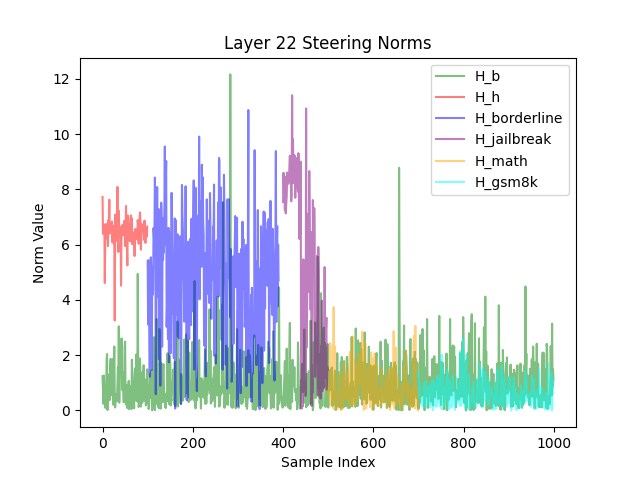 Layer 22 Steering Norms
Norm Value
12
10
8
6
4
2
0
H_b
H_h
H_borderline
H_jailbreak
H_math
H_gsm8k
0 200 400 600 800 1000
Sample Index